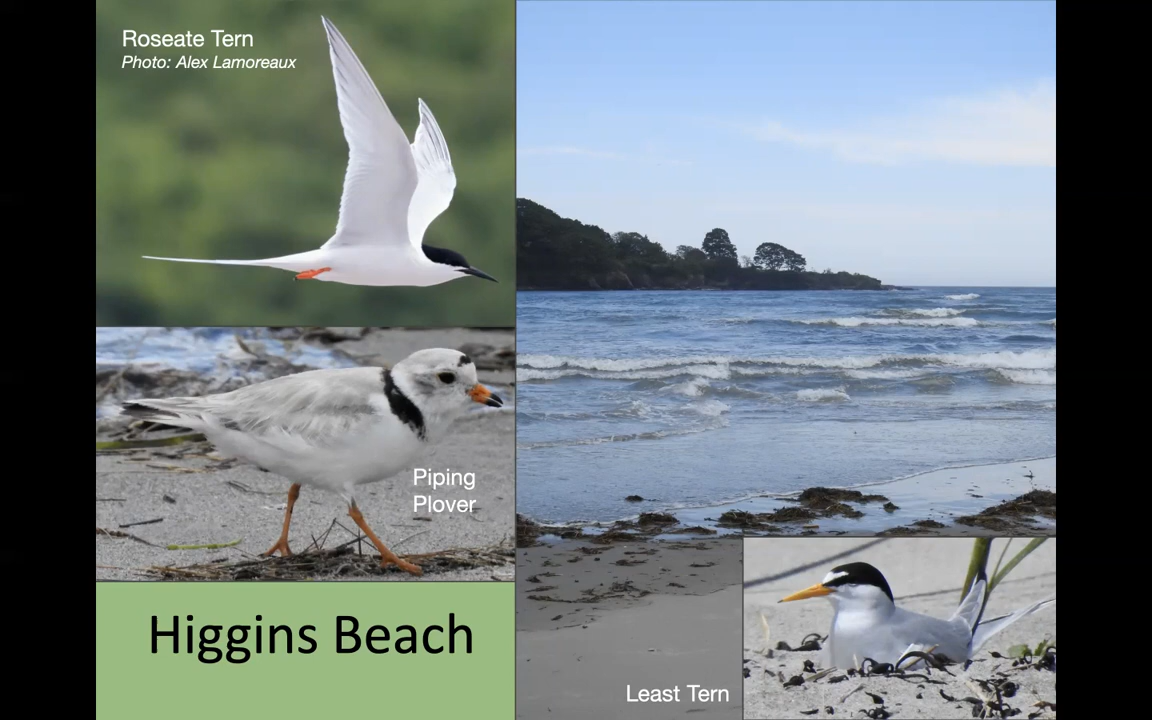 Roseate Tern
Photo: Alex Lamoreaux
Piping
Plover
Higgins Beach
Least Tern